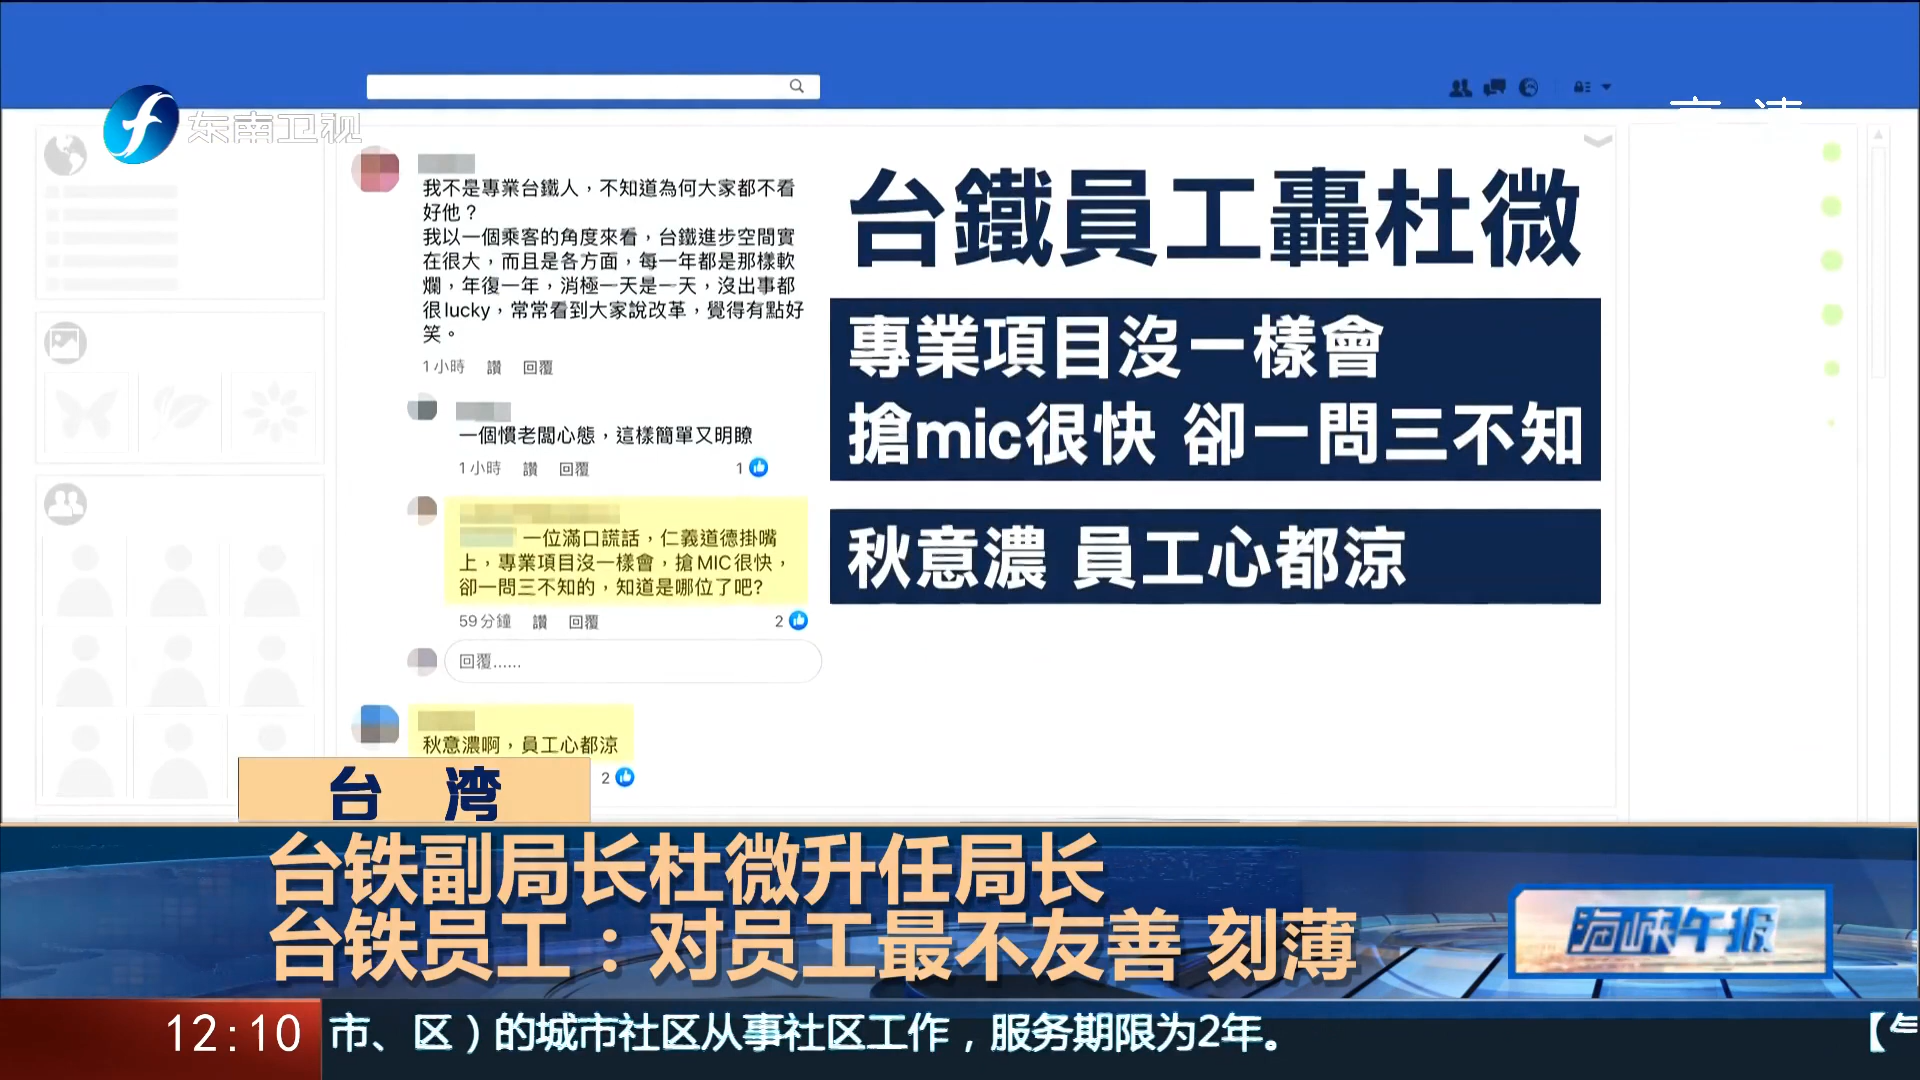 东南卫视
高清
我不是專業台鐵人，不知道為何大家都不看
好他？
我以一個乘客的角度來看，台鐵進步空間實
在很大，而且是各方面，每一年都是那樣軟
爛，年復一年，消極一天是一天，沒出事都
很lucky，常常看到大家說改革，覺得有點好
笑。
1小時 讚 回覆
一個慣老闆心態，這樣簡單又明瞭
1小時 讚 回覆 1
一位滿口謊話，仁義道德掛嘴
上，專業項目沒一樣會，搶MIC很快，
卻一問三不知的，知道是哪位了吧?
59分鐘 讚 回覆 2
回覆......
秋意濃啊，員工心都涼
2
台鐵員工轟杜微
專業項目沒一樣會
搶mic很快 卻一問三不知
秋意濃 員工心都涼
台 湾
台铁副局长杜微升任局长
台铁员工：对员工最不友善 刻薄
海峡午报
12:10 市、区）的城市社区从事社区工作，服务期限为2年。